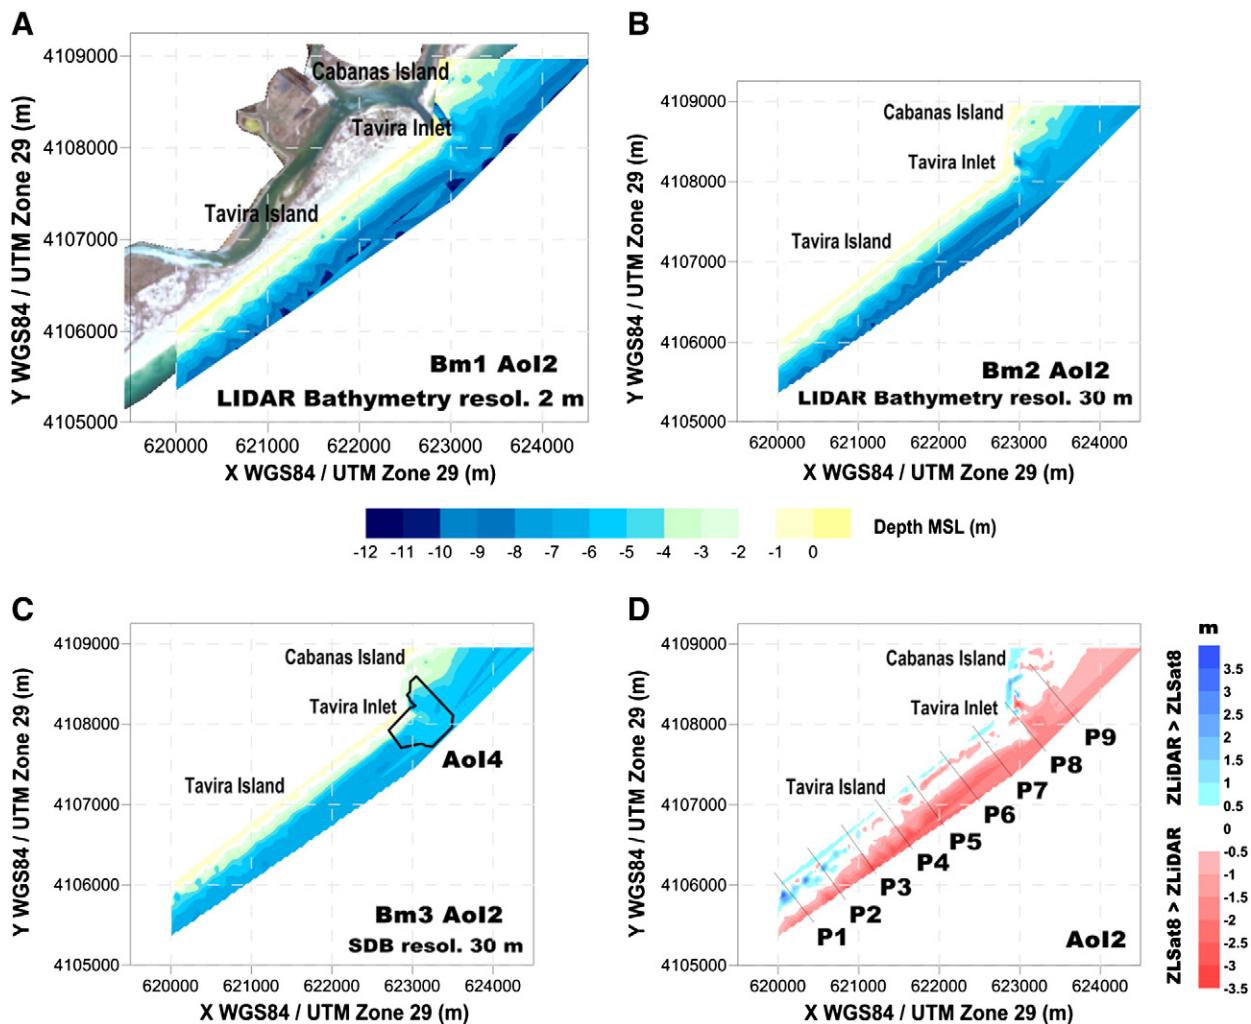 A
Y WGS84 / UTM Zone 29 (m)
4109000
4108000
4107000
4106000
4105000
620000 621000 622000 623000 624000
X WGS84 / UTM Zone 29 (m)
Cabanas Island
Tavira Inlet
Tavira Island
Bm1 AoI2
LIDAR Bathymetry resol. 2 m
B
Y WGS84 / UTM Zone 29 (m)
4109000
4108000
4107000
4106000
4105000
620000 621000 622000 623000 624000
X WGS84 / UTM Zone 29 (m)
Cabanas Island
Tavira Inlet
Tavira Island
Bm2 AoI2
LIDAR Bathymetry resol. 30 m
-12 -11 -10 -9 -8 -7 -6 -5 -4 -3 -2 -1 0
Depth MSL (m)
C
Y WGS84 / UTM Zone 29 (m)
4109000
4108000
4107000
4106000
4105000
620000 621000 622000 623000 624000
X WGS84 / UTM Zone 29 (m)
Cabanas Island
Tavira Inlet
AoI4
Tavira Island
Bm3 AoI2
SDB resol. 30 m
D
Y WGS84 / UTM Zone 29 (m)
4109000
4108000
4107000
4106000
4105000
620000 621000 622000 623000 624000
X WGS84 / UTM Zone 29 (m)
Cabanas Island
Tavira Inlet
Tavira Island
P9
P8
P7
P6
P5
P4
P3
P2
P1
AoI2
m
3.5
3
2.5
2
1.5
1
0.5
0
-0.5
-1
-1.5
-2
-2.5
-3
-3.5
ZLiDAR > ZLSat8
ZLSat8 > ZLiDAR